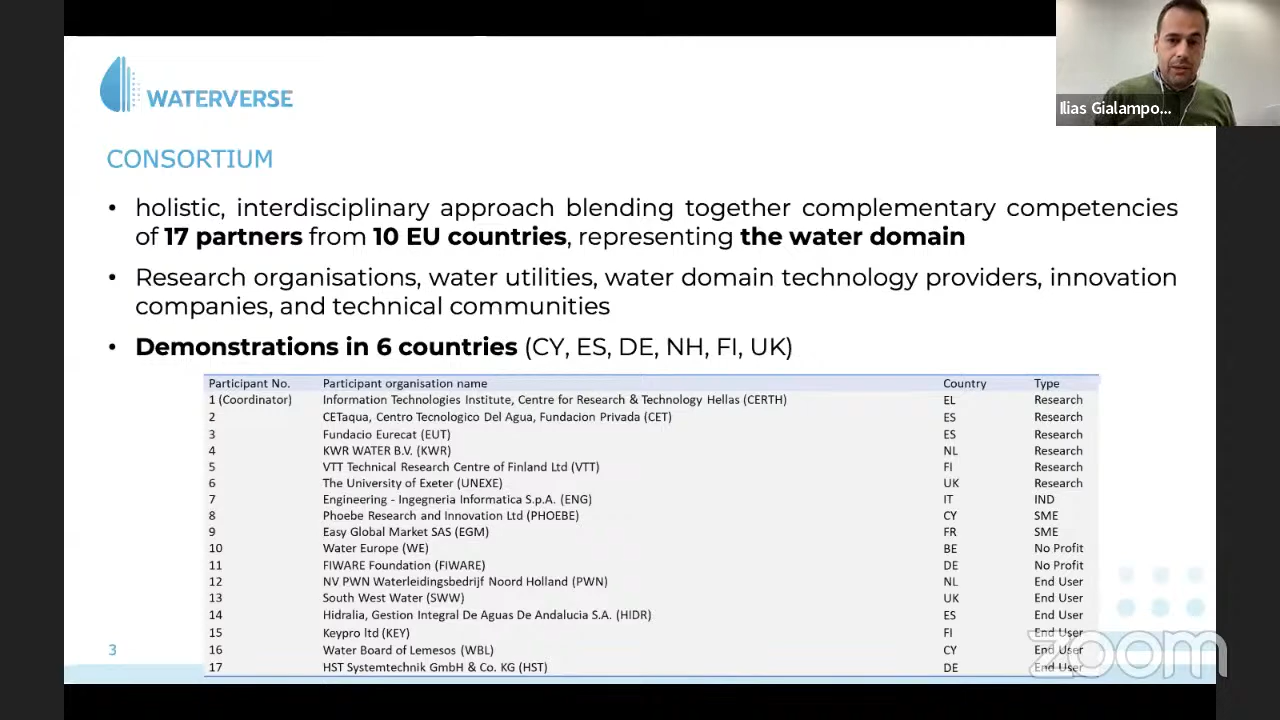 WATERVERSE
Ilias Gialampo...
CONSORTIUM
• holistic, interdisciplinary approach blending together complementary competencies
of 17 partners from 10 EU countries, representing the water domain
• Research organisations, water utilities, water domain technology providers, innovation
companies, and technical communities
• Demonstrations in 6 countries (CY, ES, DE, NH, FI, UK)
Participant No. Participant organisation name Country Type
1 (Coordinator) Information Technologies Institute, Centre for Research & Technology Hellas (CERTH) EL Research
2 CETaqua, Centro Tecnologico Del Agua, Fundacion Privada (CET) ES Research
3 Fundacio Eurecat (EUT) ES Research
4 KWR WATER B.V. (KWR) NL Research
5 VTT Technical Research Centre of Finland Ltd (VTT) FI Research
6 The University of Exeter (UNEXE) UK Research
7 Engineering - Ingegneria Informatica S.p.A. (ENG) IT IND
8 Phoebe Research and Innovation Ltd (PHOEBE) CY SME
9 Easy Global Market SAS (EGM) FR SME
10 Water Europe (WE) BE No Profit
11 FIWARE Foundation (FIWARE) DE No Profit
12 NV PWN Waterleidingsbedrijf Noord Holland (PWN) NL End User
13 South West Water (SWW) UK End User
14 Hidralia, Gestion Integral De Aguas De Andalucia S.A. (HIDR) ES End User
15 Keypro ltd (KEY) FI End User
16 Water Board of Lemesos (WBL) CY End User
17 HST Systemtechnik GmbH & Co. KG (HST) DE End User
3
zoom